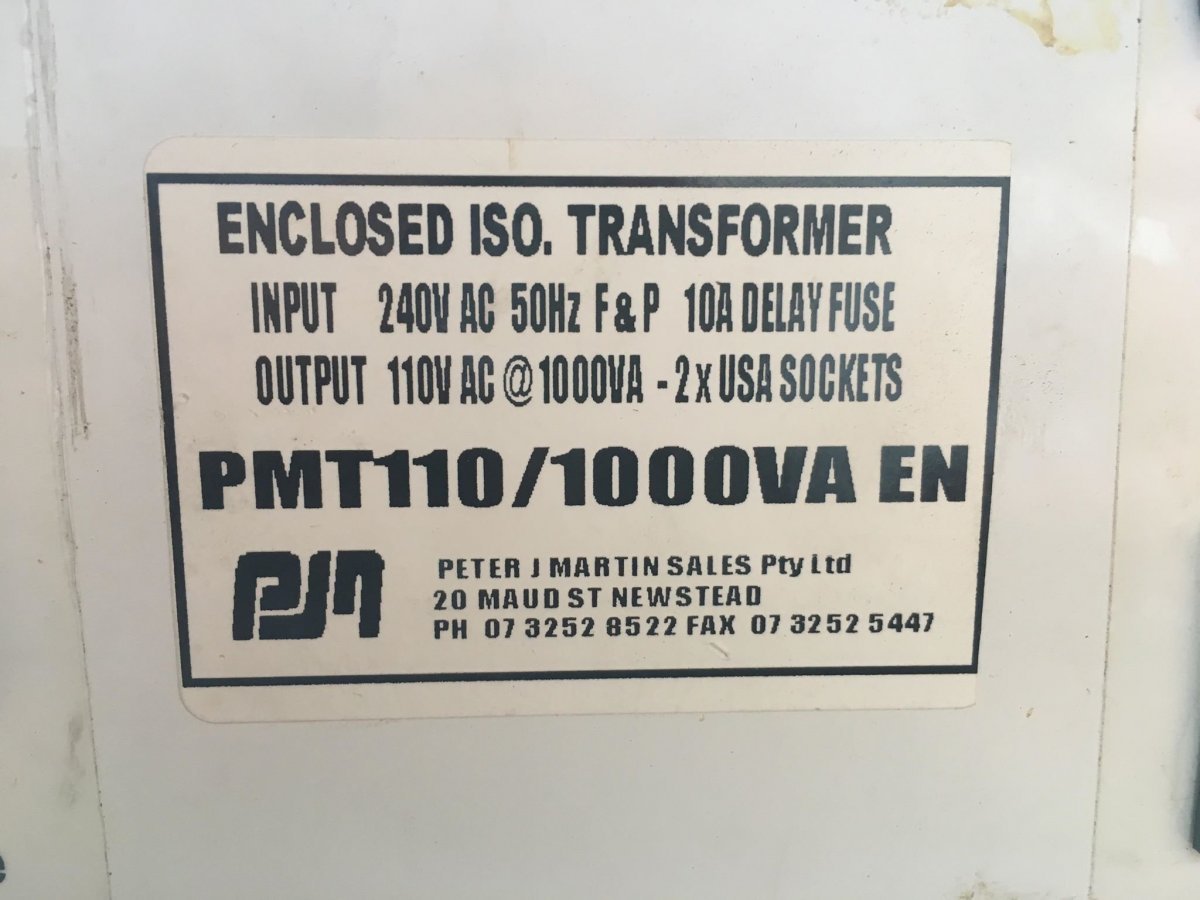 ENCLOSED ISO. TRANSFORMER
INPUT 240V AC 50Hz F & P 10A DELAY FUSE
OUTPUT 110V AC @ 1000VA - 2 x USA SOCKETS
PMT110/1000VA EN
PJM
PETER J MARTIN SALES Pty Ltd
20 MAUD ST NEWSTEAD
PH 07 3252 8522 FAX 07 3252 5447